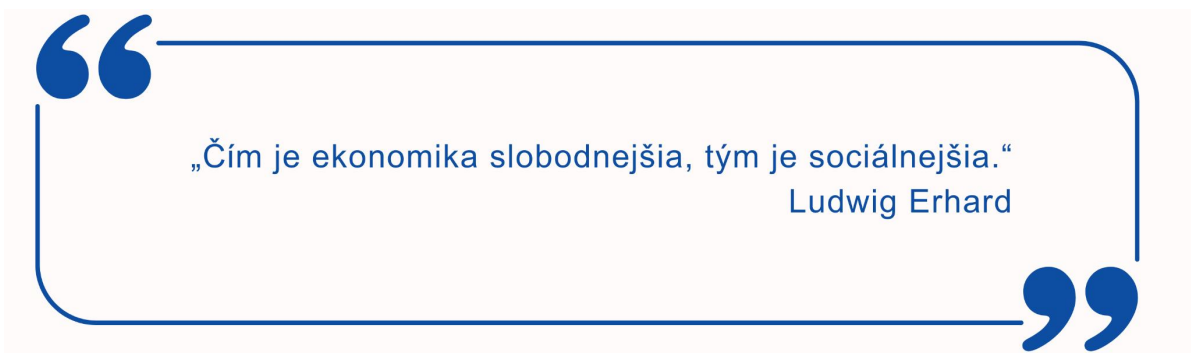 „Čím je ekonomika slobodnejšia, tým je sociálnejšia.“
Ludwig Erhard